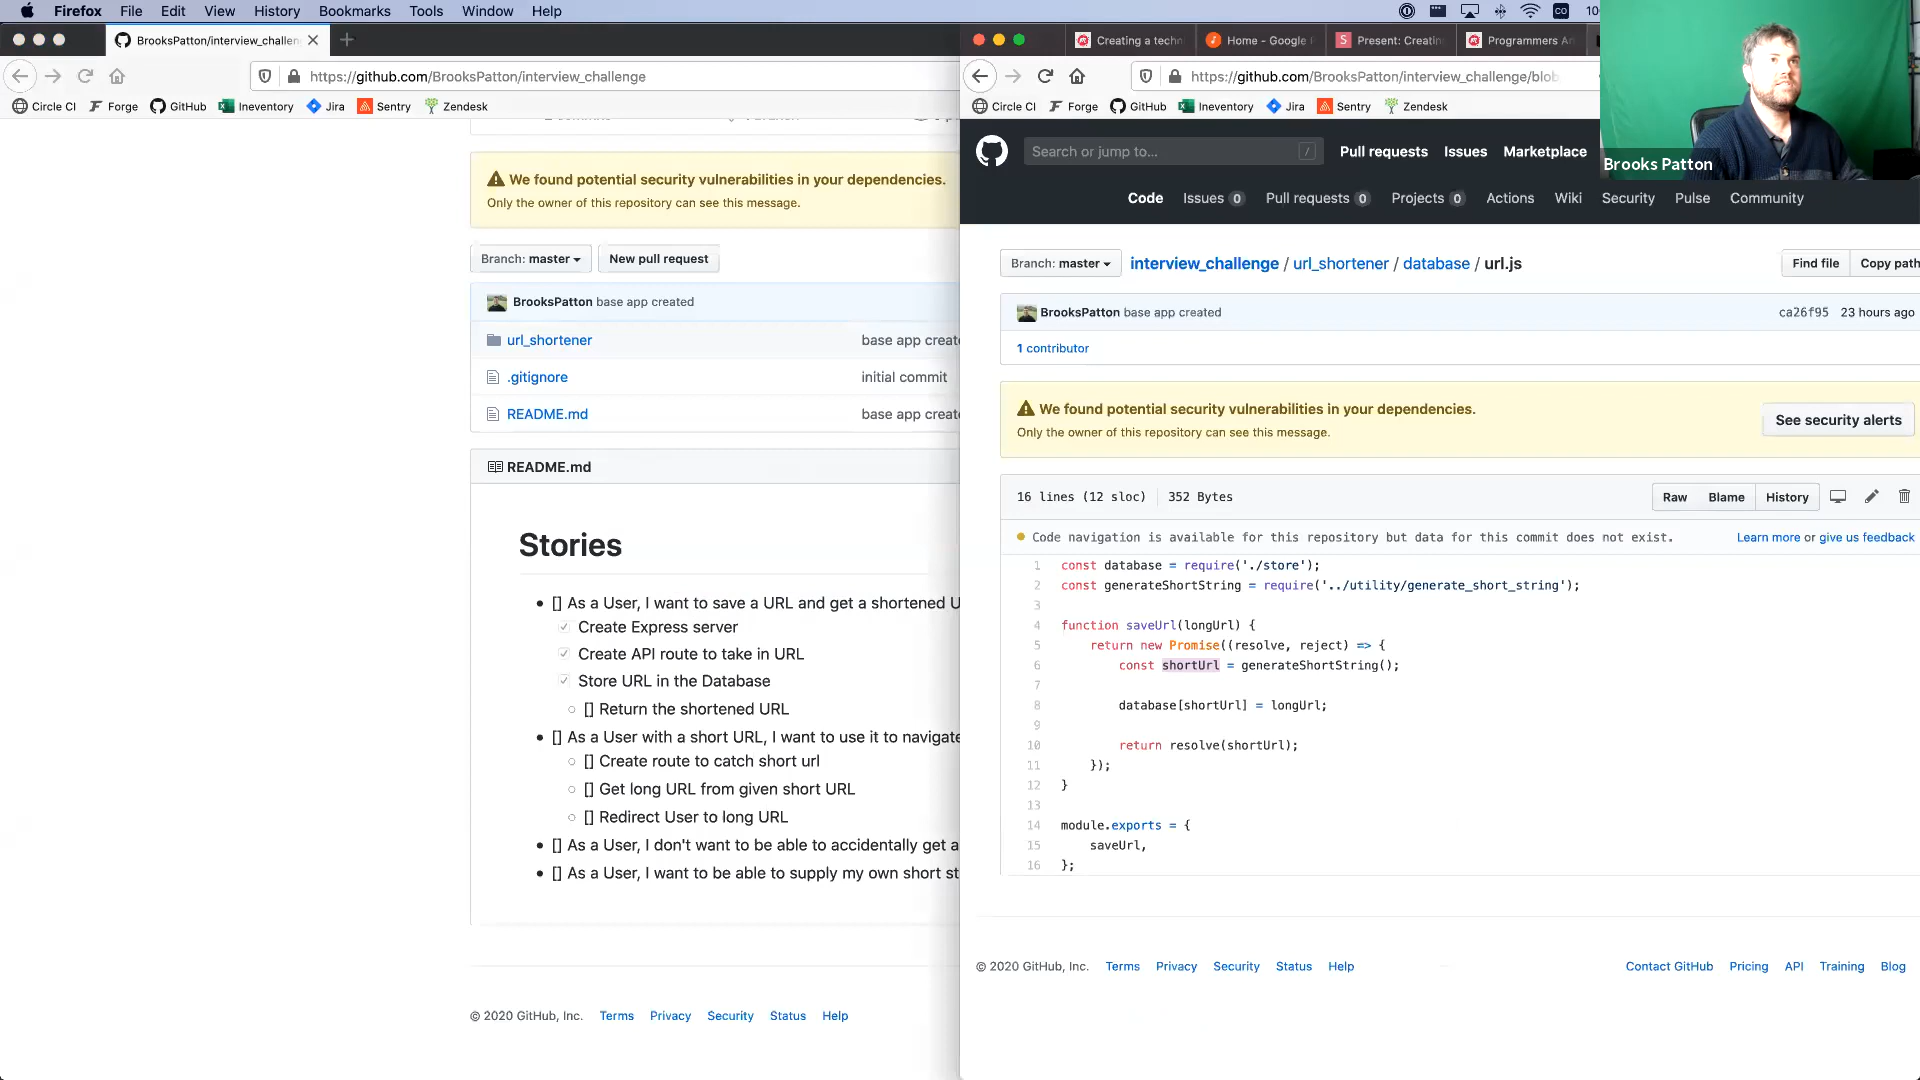 Firefox File Edit View History Bookmarks Tools Window Help
BrooksPatton/interview_challen
https://github.com/BrooksPatton/interview_challenge
Circle CI Forge GitHub Ineventory Jira Sentry Zendesk
We found potential security vulnerabilities in your dependencies.
Only the owner of this repository can see this message.
Branch: master New pull request
BrooksPatton base app created
url_shortener base app create
.gitignore initial commit
README.md base app create
README.md
Stories
[] As a User, I want to save a URL and get a shortened U
Create Express server
Create API route to take in URL
Store URL in the Database
[] Return the shortened URL
[] As a User with a short URL, I want to use it to navigate
[] Create route to catch short url
[] Get long URL from given short URL
[] Redirect User to long URL
[] As a User, I don't want to be able to accidentally get a
[] As a User, I want to be able to supply my own short st
© 2020 GitHub, Inc. Terms Privacy Security Status Help
CO 10
Creating a techn Home - Google Present: Creatin Programmers An
https://github.com/BrooksPatton/interview_challenge/blob
Circle CI Forge GitHub Ineventory Jira Sentry Zendesk
Search or jump to... / Pull requests Issues Marketplace
Brooks Patton
Code Issues 0 Pull requests 0 Projects 0 Actions Wiki Security Pulse Community
Branch: master interview_challenge / url_shortener / database / url.js Find file Copy path
BrooksPatton base app created ca26f95 23 hours ago
1 contributor
We found potential security vulnerabilities in your dependencies.
Only the owner of this repository can see this message.
See security alerts
16 lines (12 sloc) 352 Bytes Raw Blame History
Code navigation is available for this repository but data for this commit does not exist. Learn more or give us feedback
1 const database = require('./store');
2 const generateShortString = require('../utility/generate_short_string');
3
4 function saveUrl(longUrl) {
5 return new Promise((resolve, reject) => {
6 const shortUrl = generateShortString();
7
8 database[shortUrl] = longUrl;
9
10 return resolve(shortUrl);
11 });
12 }
13
14 module.exports = {
15 saveUrl,
16 };
© 2020 GitHub, Inc. Terms Privacy Security Status Help
Contact GitHub Pricing API Training Blog